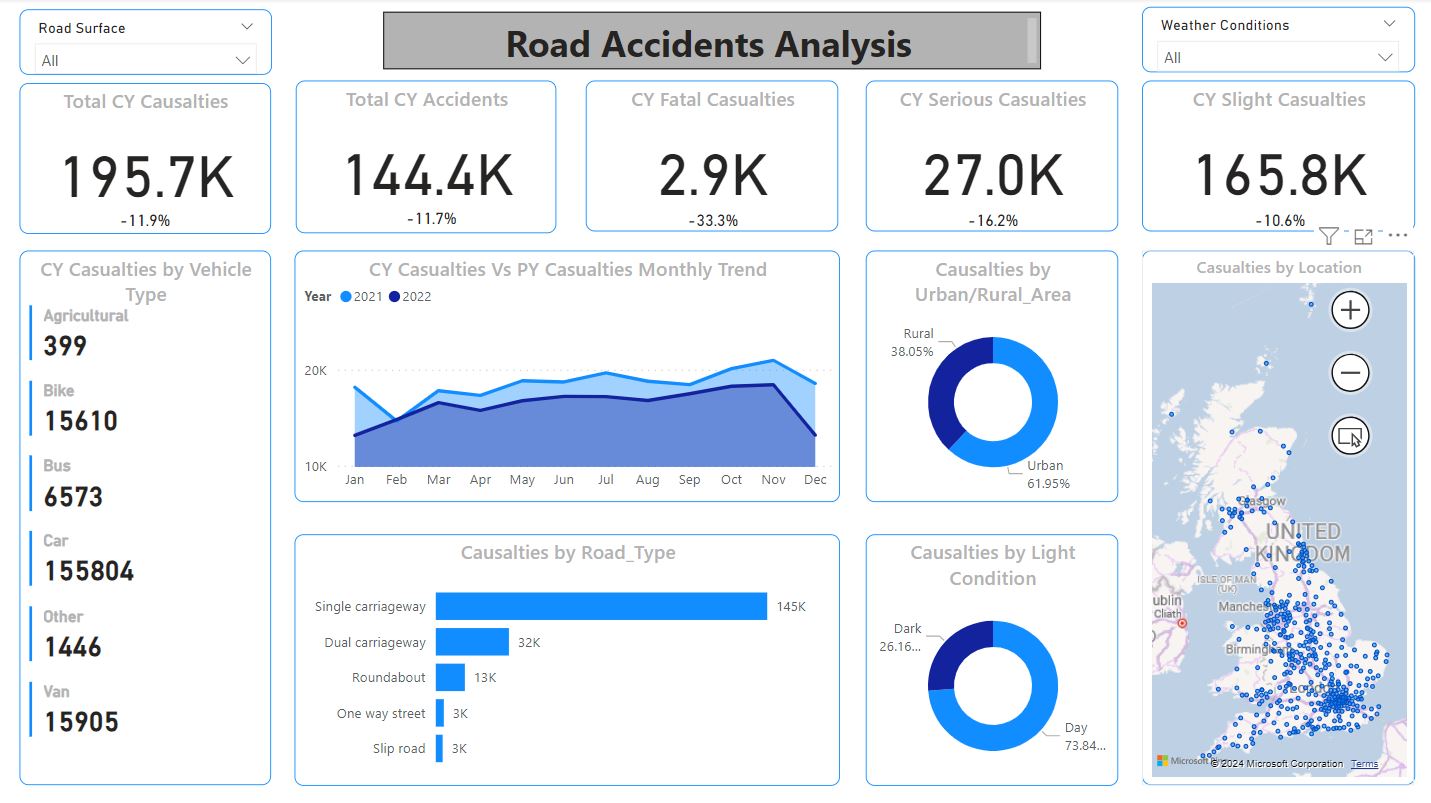 Road Surface
All
Road Accidents Analysis
Weather Conditions
All
Total CY Causalties
195.7K
-11.9%
Total CY Accidents
144.4K
-11.7%
CY Fatal Casualties
2.9K
-33.3%
CY Serious Casualties
27.0K
-16.2%
CY Slight Casualties
165.8K
-10.6%
CY Casualties by Vehicle
Type
Agricultural
399
Bike
15610
Bus
6573
Car
155804
Other
1446
Van
15905
CY Casualties Vs PY Casualties Monthly Trend
Year 2021 2022
20K
10K
Jan Feb Mar Apr May Jun Jul Aug Sep Oct Nov Dec
Causalties by Road_Type
Single carriageway 145K
Dual carriageway 32K
Roundabout 13K
One way street 3K
Slip road 3K
Causalties by
Urban/Rural_Area
Rural
38.05%
Urban
61.95%
Causalties by Light
Condition
Dark
26.16...
Day
73.84...
Casualties by Location
Glasgow
UNITED
KINGDOM
ISLE OF MAN
(UK)
ublin
Cliath
Manches
Birmingham
London
Microsoft
© 2024 Microsoft Corporation Terms